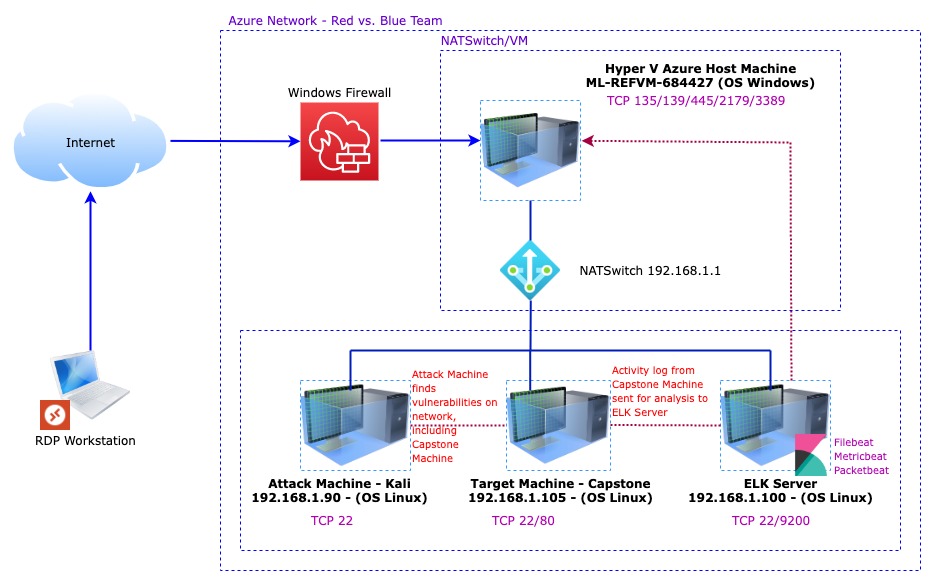 Azure Network - Red vs. Blue Team
NATSwitch/VM
Hyper V Azure Host Machine
ML-REFVM-684427 (OS Windows)
TCP 135/139/445/2179/3389
Windows Firewall
Internet
NATSwitch 192.168.1.1
RDP Workstation
Attack Machine
finds
vulnerabilities on
network,
including
Capstone
Machine
Activity log from
Capstone Machine
sent for analysis to
ELK Server
Filebeat
Metricbeat
Packetbeat
Attack Machine - Kali
192.168.1.90 - (OS Linux)
TCP 22
Target Machine - Capstone
192.168.1.105 - (OS Linux)
TCP 22/80
ELK Server
192.168.1.100 - (OS Linux)
TCP 22/9200